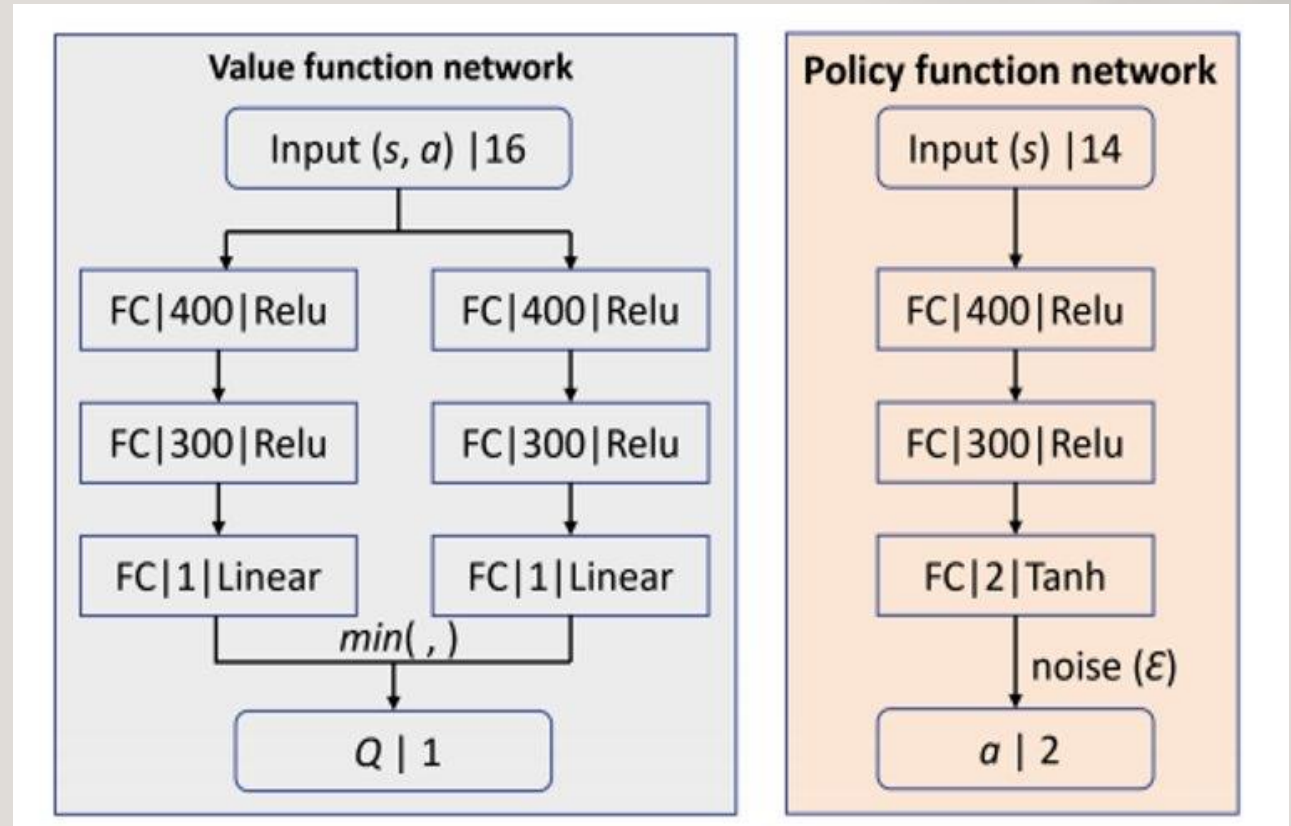 Value function network
Input (s, a) |16
FC|400|Relu
FC|400|Relu
FC|300|Relu
FC|300|Relu
FC|1|Linear
FC|1|Linear
min( , )
Q | 1
Policy function network
Input (s) |14
FC|400|Relu
FC|300|Relu
FC|2|Tanh
noise (Ɛ)
a | 2